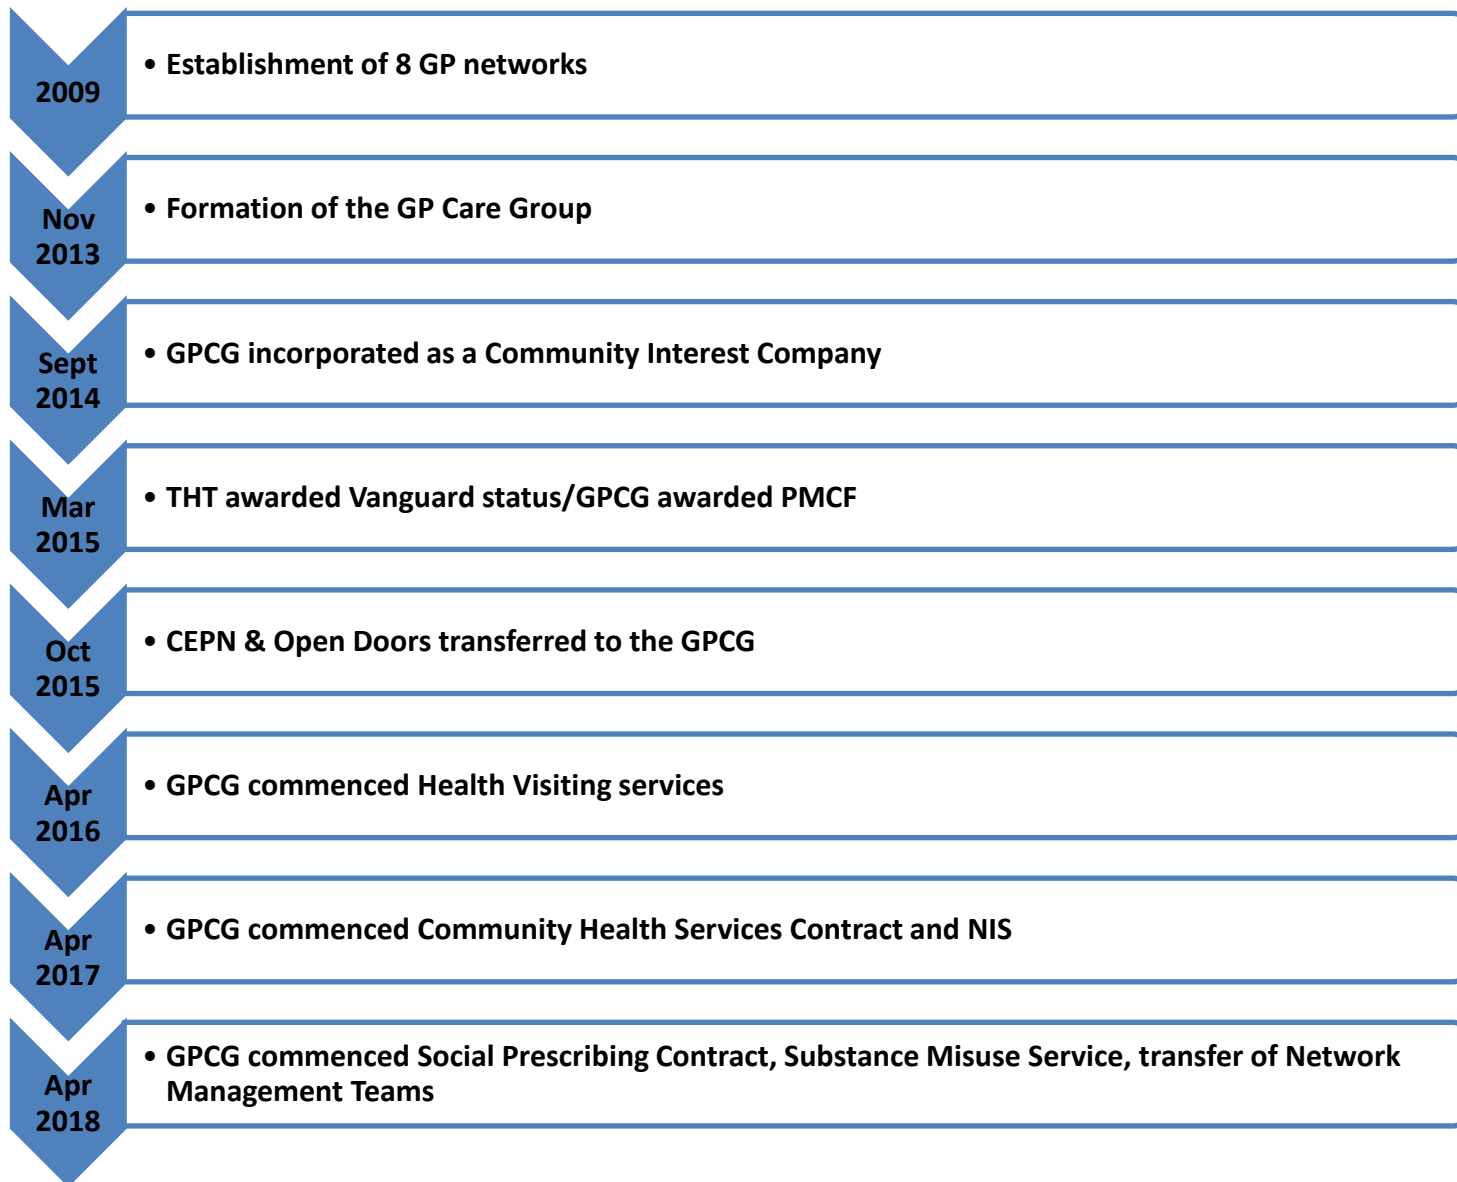 2009
• Establishment of 8 GP networks
Nov
2013
• Formation of the GP Care Group
Sept
2014
• GPCG incorporated as a Community Interest Company
Mar
2015
• THT awarded Vanguard status/GPCG awarded PMCF
Oct
2015
• CEPN & Open Doors transferred to the GPCG
Apr
2016
• GPCG commenced Health Visiting services
Apr
2017
• GPCG commenced Community Health Services Contract and NIS
Apr
2018
• GPCG commenced Social Prescribing Contract, Substance Misuse Service, transfer of Network
Management Teams